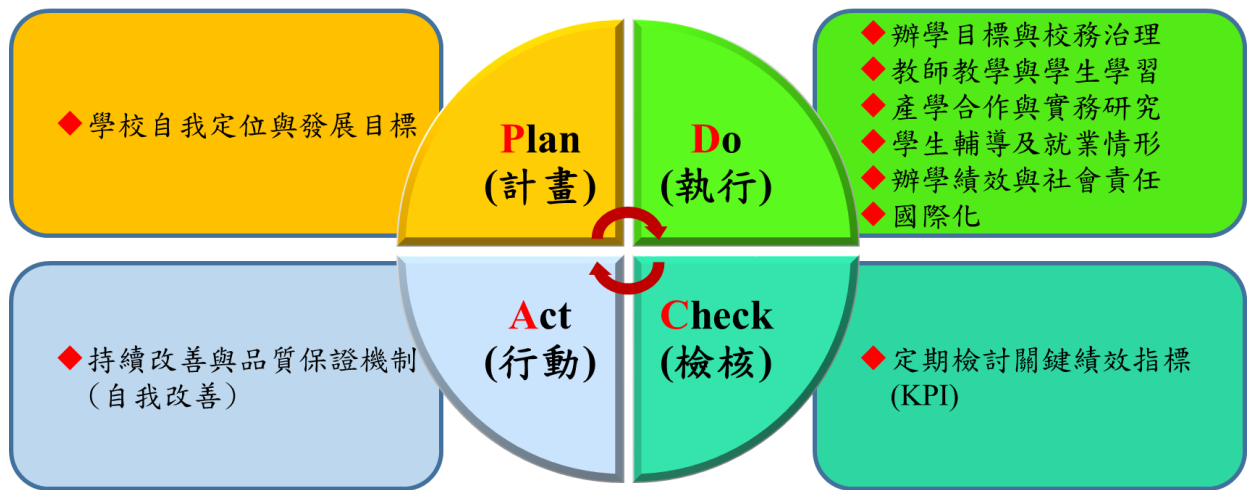 ◆學校自我定位與發展目標
Plan
(計畫)
Do
(執行)
◆辦學目標與校務治理
◆教師教學與學生學習
◆產學合作與實務研究
◆學生輔導及就業情形
◆辦學績效與社會責任
◆國際化
◆持續改善與品質保證機制
(自我改善)
Act
(行動)
Check
(檢核)
◆定期檢討關鍵績效指標
(KPI)